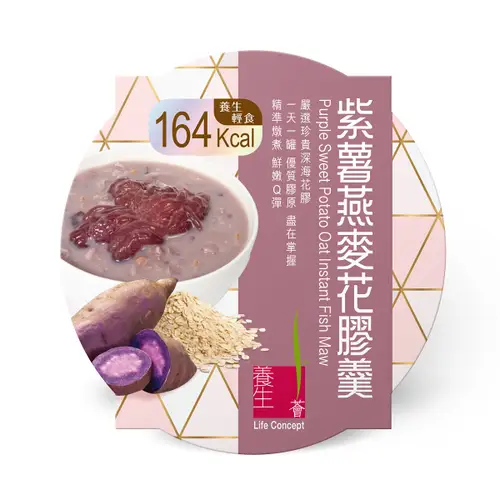 養生
輕食
164 Kcal
紫薯燕麥花膠羹
Purple Sweet Potato Oat Instant Fish Maw
嚴選珍貴深海花膠
一天一罐 優質膠原 盡在掌握
精準燉煮 鮮嫩Q彈
養生
薈
Life Concept